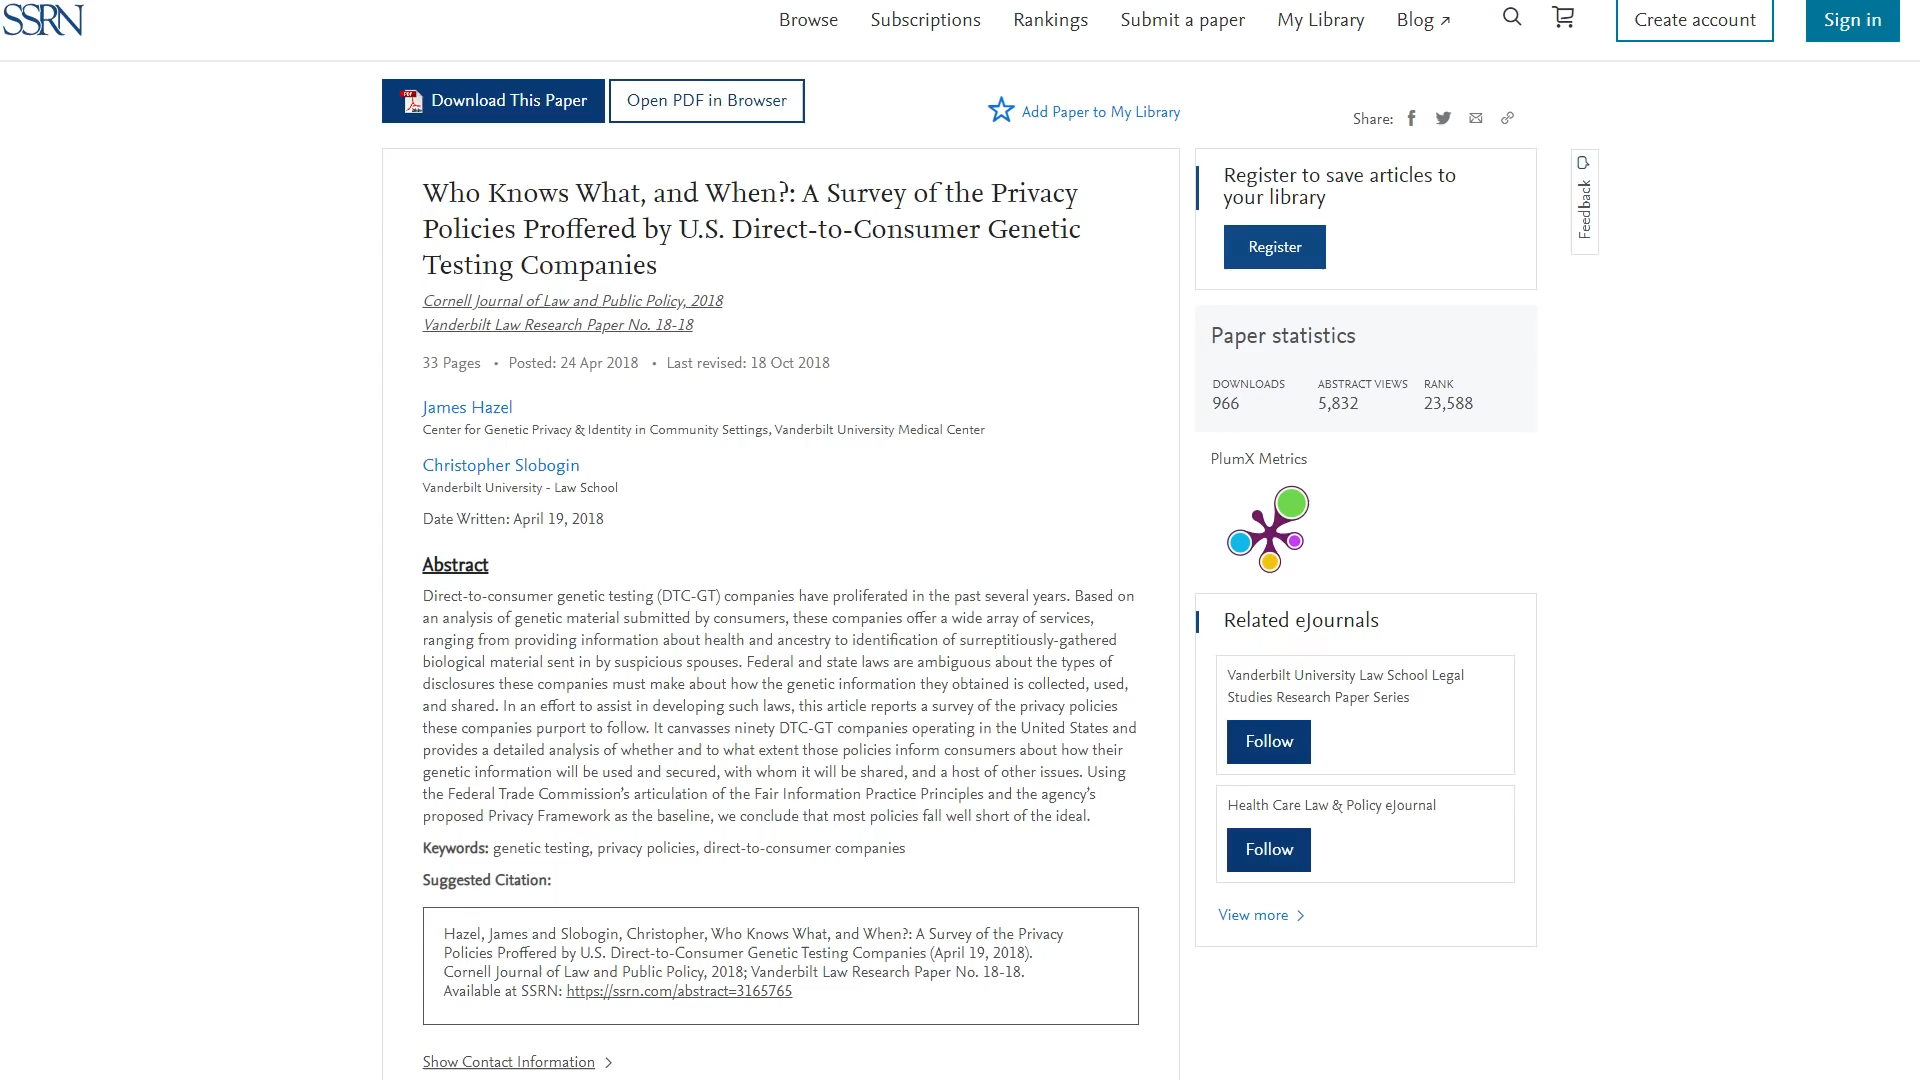 SSRN
Browse
Subscriptions
Rankings
Submit a paper
My Library
Blog ↗
Create account
Sign in
Download This Paper
Open PDF in Browser
Add Paper to My Library
Share:
Who Knows What, and When?: A Survey of the Privacy
Policies Proffered by U.S. Direct-to-Consumer Genetic
Testing Companies
Cornell Journal of Law and Public Policy, 2018
Vanderbilt Law Research Paper No. 18-18
33 Pages • Posted: 24 Apr 2018 • Last revised: 18 Oct 2018
James Hazel
Center for Genetic Privacy & Identity in Community Settings, Vanderbilt University Medical Center
Christopher Slobogin
Vanderbilt University - Law School
Date Written: April 19, 2018
Abstract
Direct-to-consumer genetic testing (DTC-GT) companies have proliferated in the past several years. Based on
an analysis of genetic material submitted by consumers, these companies offer a wide array of services,
ranging from providing information about health and ancestry to identification of surreptitiously-gathered
biological material sent in by suspicious spouses. Federal and state laws are ambiguous about the types of
disclosures these companies must make about how the genetic information they obtained is collected, used,
and shared. In an effort to assist in developing such laws, this article reports a survey of the privacy policies
these companies purport to follow. It canvasses ninety DTC-GT companies operating in the United States and
provides a detailed analysis of whether and to what extent those policies inform consumers about how their
genetic information will be used and secured, with whom it will be shared, and a host of other issues. Using
the Federal Trade Commission’s articulation of the Fair Information Practice Principles and the agency’s
proposed Privacy Framework as the baseline, we conclude that most policies fall well short of the ideal.
Keywords: genetic testing, privacy policies, direct-to-consumer companies
Suggested Citation:
Hazel, James and Slobogin, Christopher, Who Knows What, and When?: A Survey of the Privacy
Policies Proffered by U.S. Direct-to-Consumer Genetic Testing Companies (April 19, 2018).
Cornell Journal of Law and Public Policy, 2018; Vanderbilt Law Research Paper No. 18-18.
Available at SSRN: https://ssrn.com/abstract=3165765
Show Contact Information
Register to save articles to
your library
Register
Paper statistics
DOWNLOADS ABSTRACT VIEWS RANK
966 5,832 23,588
PlumX Metrics
Related eJournals
Vanderbilt University Law School Legal
Studies Research Paper Series
Follow
Health Care Law & Policy eJournal
Follow
View more
Feedback